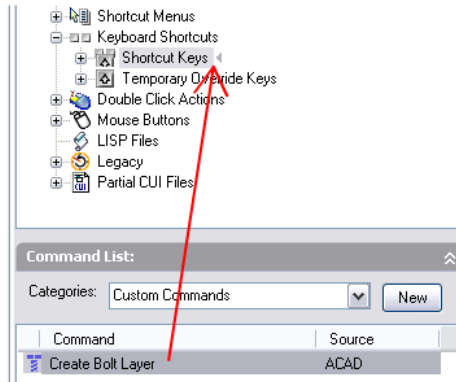 Shortcut Menus
Keyboard Shortcuts
Shortcut Keys
Temporary Override Keys
Double Click Actions
Mouse Buttons
LISP Files
Legacy
Partial CUI Files
Command List:
Categories: Custom Commands New
Command Source
Create Bolt Layer ACAD